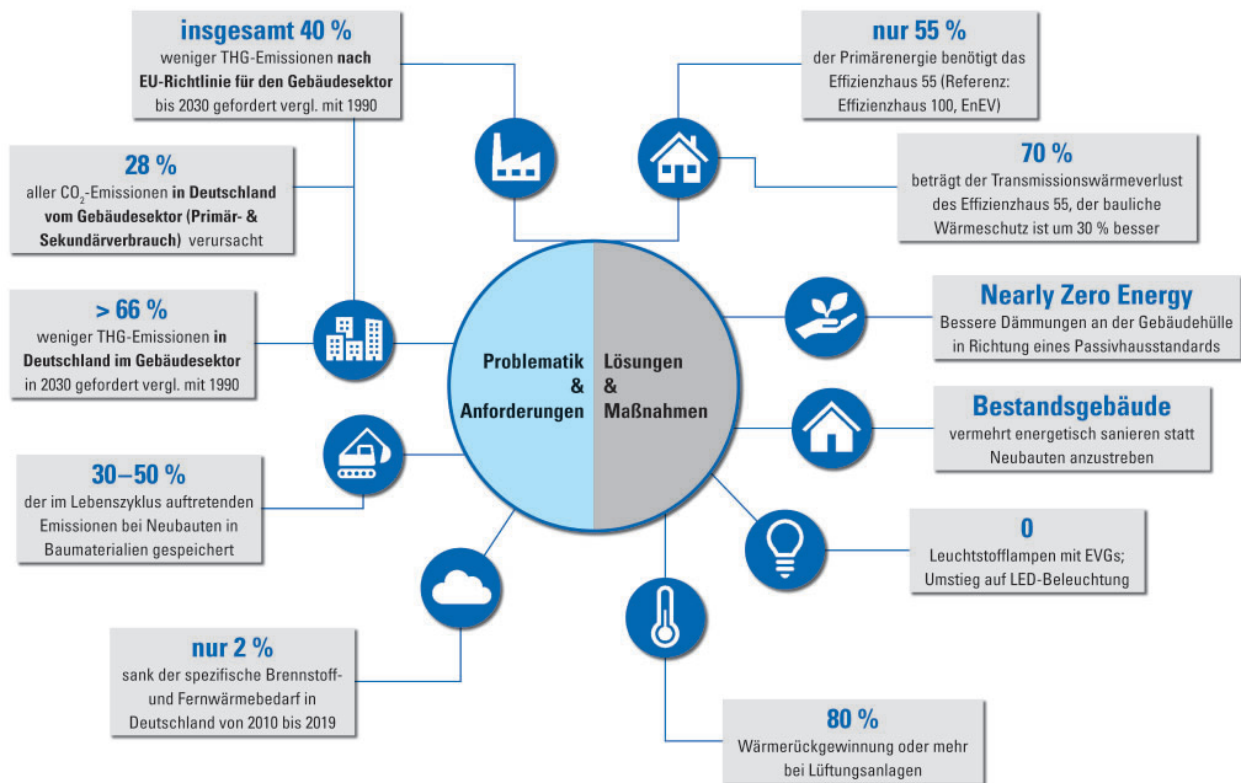 insgesamt 40 %
weniger THG-Emissionen nach
EU-Richtlinie für den Gebäudesektor
bis 2030 gefordert vergl. mit 1990
28 %
aller CO₂-Emissionen in Deutschland
vom Gebäudesektor (Primär- &
Sekundärverbrauch) verursacht
> 66 %
weniger THG-Emissionen in
Deutschland im Gebäudesektor
in 2030 gefordert vergl. mit 1990
30–50 %
der im Lebenszyklus auftretenden
Emissionen bei Neubauten in
Baumaterialien gespeichert
nur 2 %
sank der spezifische Brennstoff-
und Fernwärmebedarf in
Deutschland von 2010 bis 2019
Problematik
&
Anforderungen
Lösungen
&
Maßnahmen
nur 55 %
der Primärenergie benötigt das
Effizienzhaus 55 (Referenz:
Effizienzhaus 100, EnEV)
70 %
beträgt der Transmissionswärmeverlust
des Effizienzhaus 55, der bauliche
Wärmeschutz ist um 30 % besser
Nearly Zero Energy
Bessere Dämmungen an der Gebäudehülle
in Richtung eines Passivhausstandards
Bestandsgebäude
vermehrt energetisch sanieren statt
Neubauten anzustreben
0
Leuchtstofflampen mit EVGs;
Umstieg auf LED-Beleuchtung
80 %
Wärmerückgewinnung oder mehr
bei Lüftungsanlagen